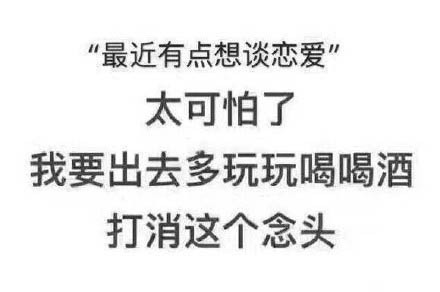 “最近有点想谈恋爱”
太可怕了
我要出去多玩玩喝喝酒
打消这个念头